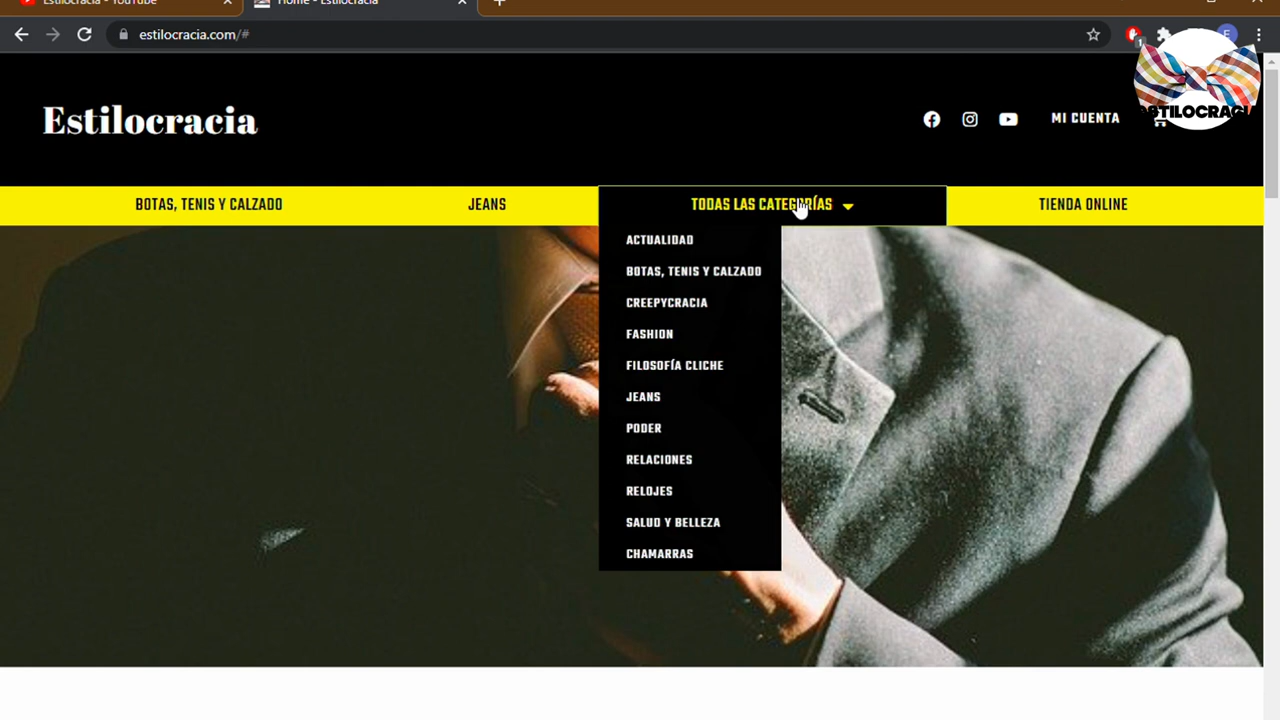 Estilocracia - YouTube
Home - Estilocracia
estilocracia.com/#
1
E
Estilocracia
MI CUENTA
ESTILOCRACIA
BOTAS, TENIS Y CALZADO
JEANS
TODAS LAS CATEGORÍAS
TIENDA ONLINE
ACTUALIDAD
BOTAS, TENIS Y CALZADO
CREEPYCRACIA
FASHION
FILOSOFÍA CLICHE
JEANS
PODER
RELACIONES
RELOJES
SALUD Y BELLEZA
CHAMARRAS